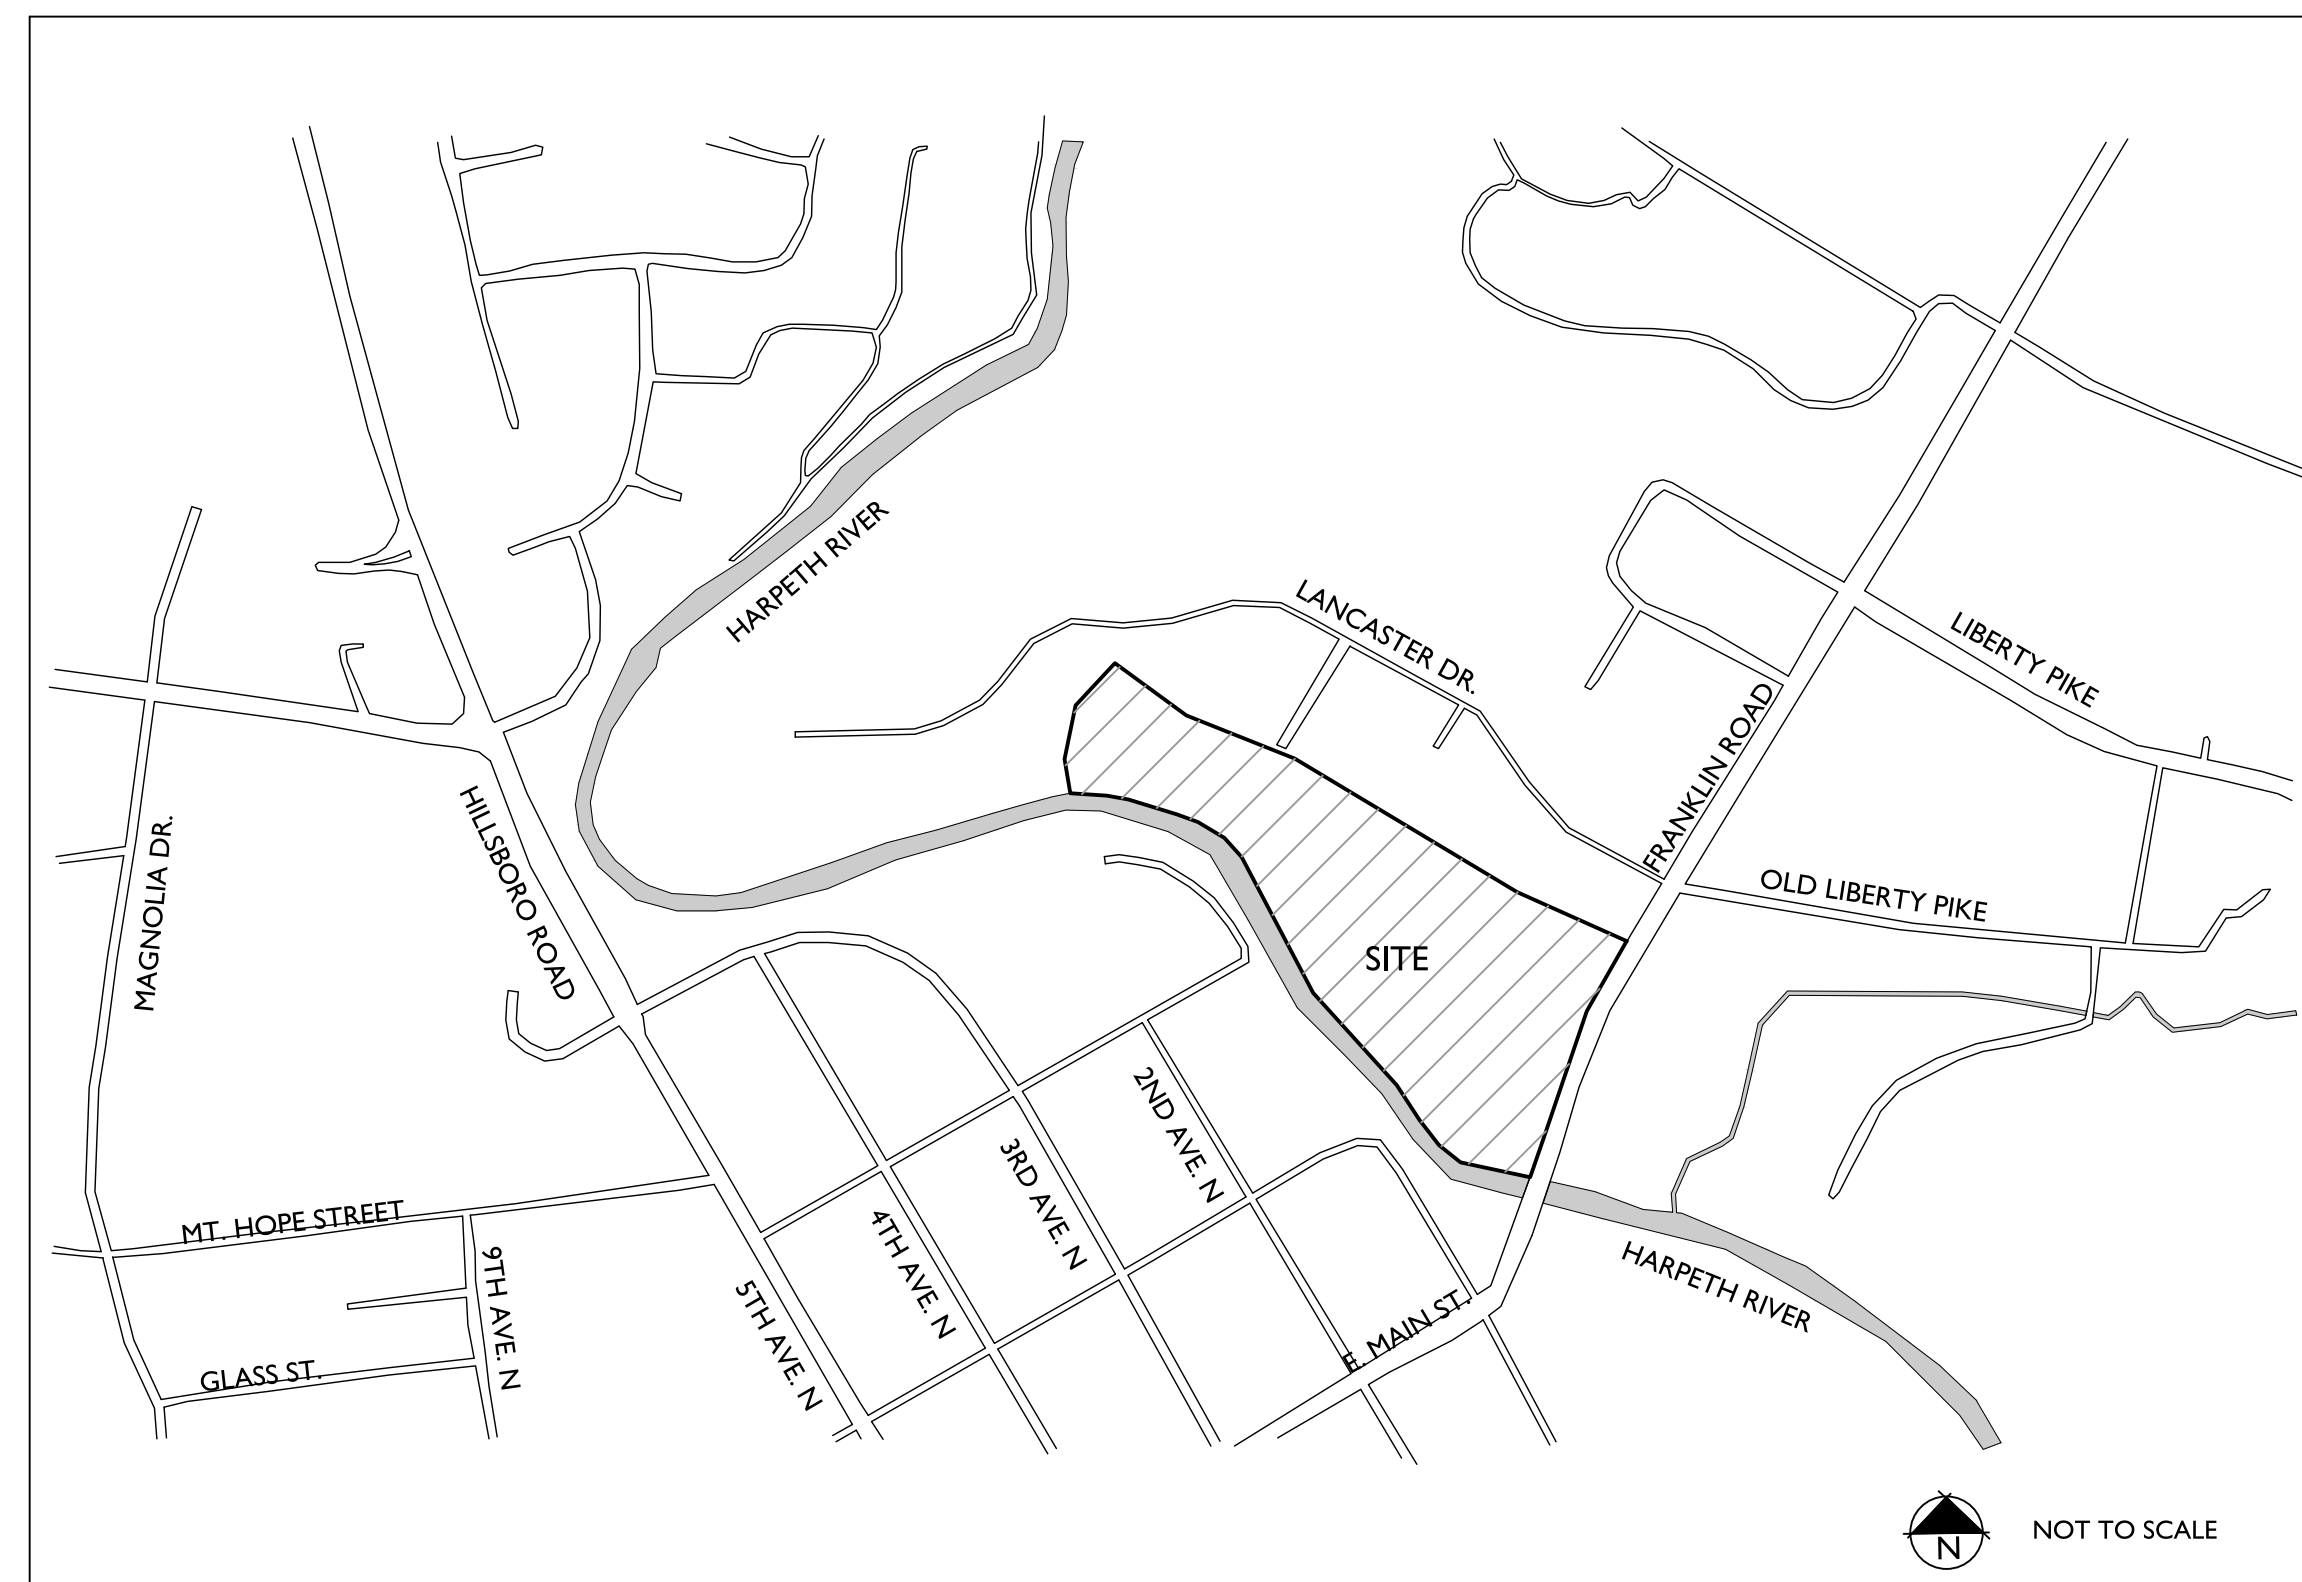 HARPETH RIVER
LANCASTER DR.
LIBERTY PIKE
FRANKLIN ROAD
HILLSBORO ROAD
MAGNOLIA DR.
OLD LIBERTY PIKE
SITE
2ND AVE. N
3RD AVE. N
4TH AVE. N
5TH AVE. N
MT. HOPE STREET
9TH AVE. N
GLASS ST.
E. MAIN ST.
HARPETH RIVER
N
NOT TO SCALE